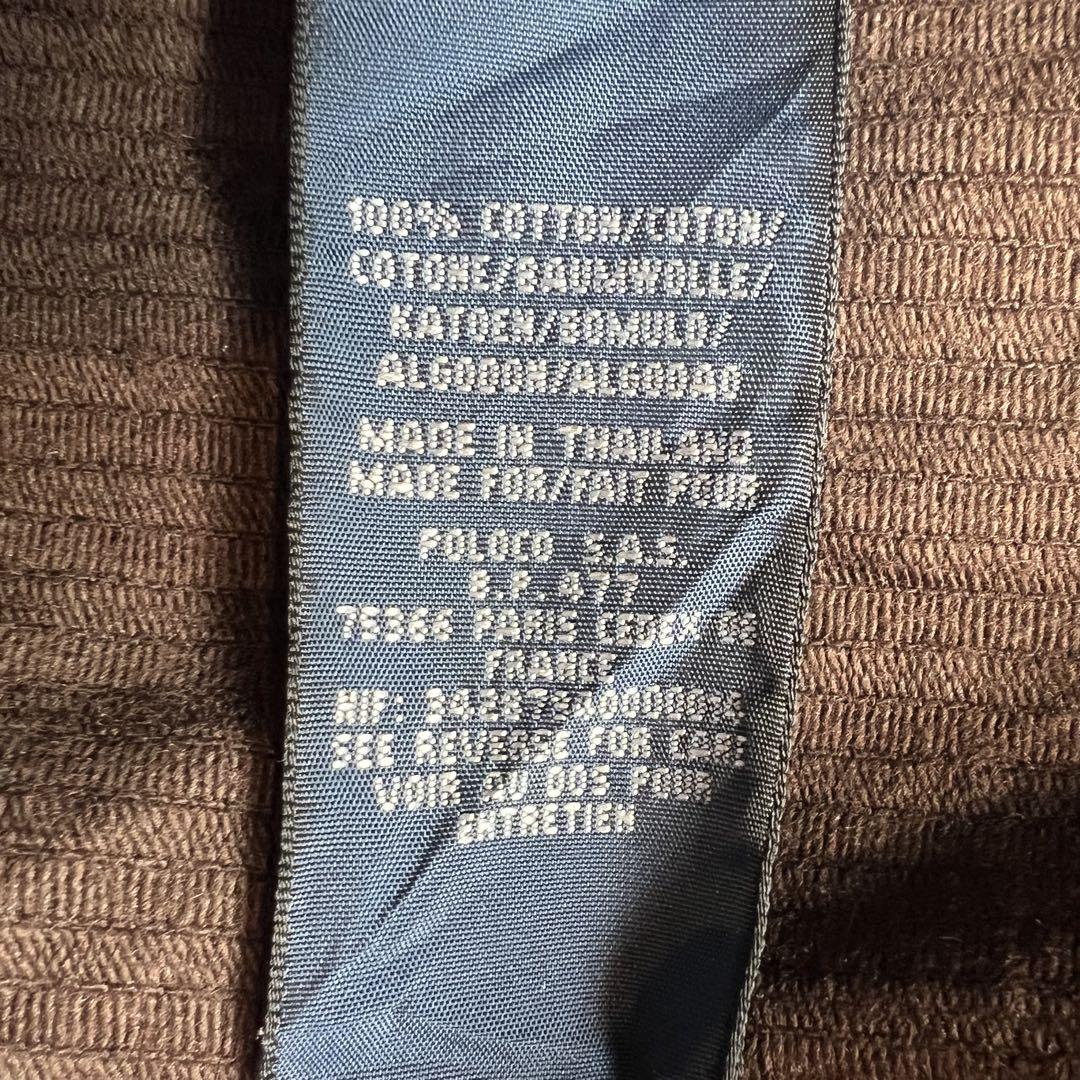 100% COTTON/COTON/
COTONE/BAUMWOLLE/
KATOEN/BOMULD/
ALGODON/ALGODAO
MADE IN THAILAND
MADE FOR/FAIT POUR
POLOCO S.A.S.
B.P. 477
75366 PARIS CEDEX 08
FRANCE
NIF:
SEE REVERSE FOR CARE
VOIR AU DOS POUR
ENTRETIEN